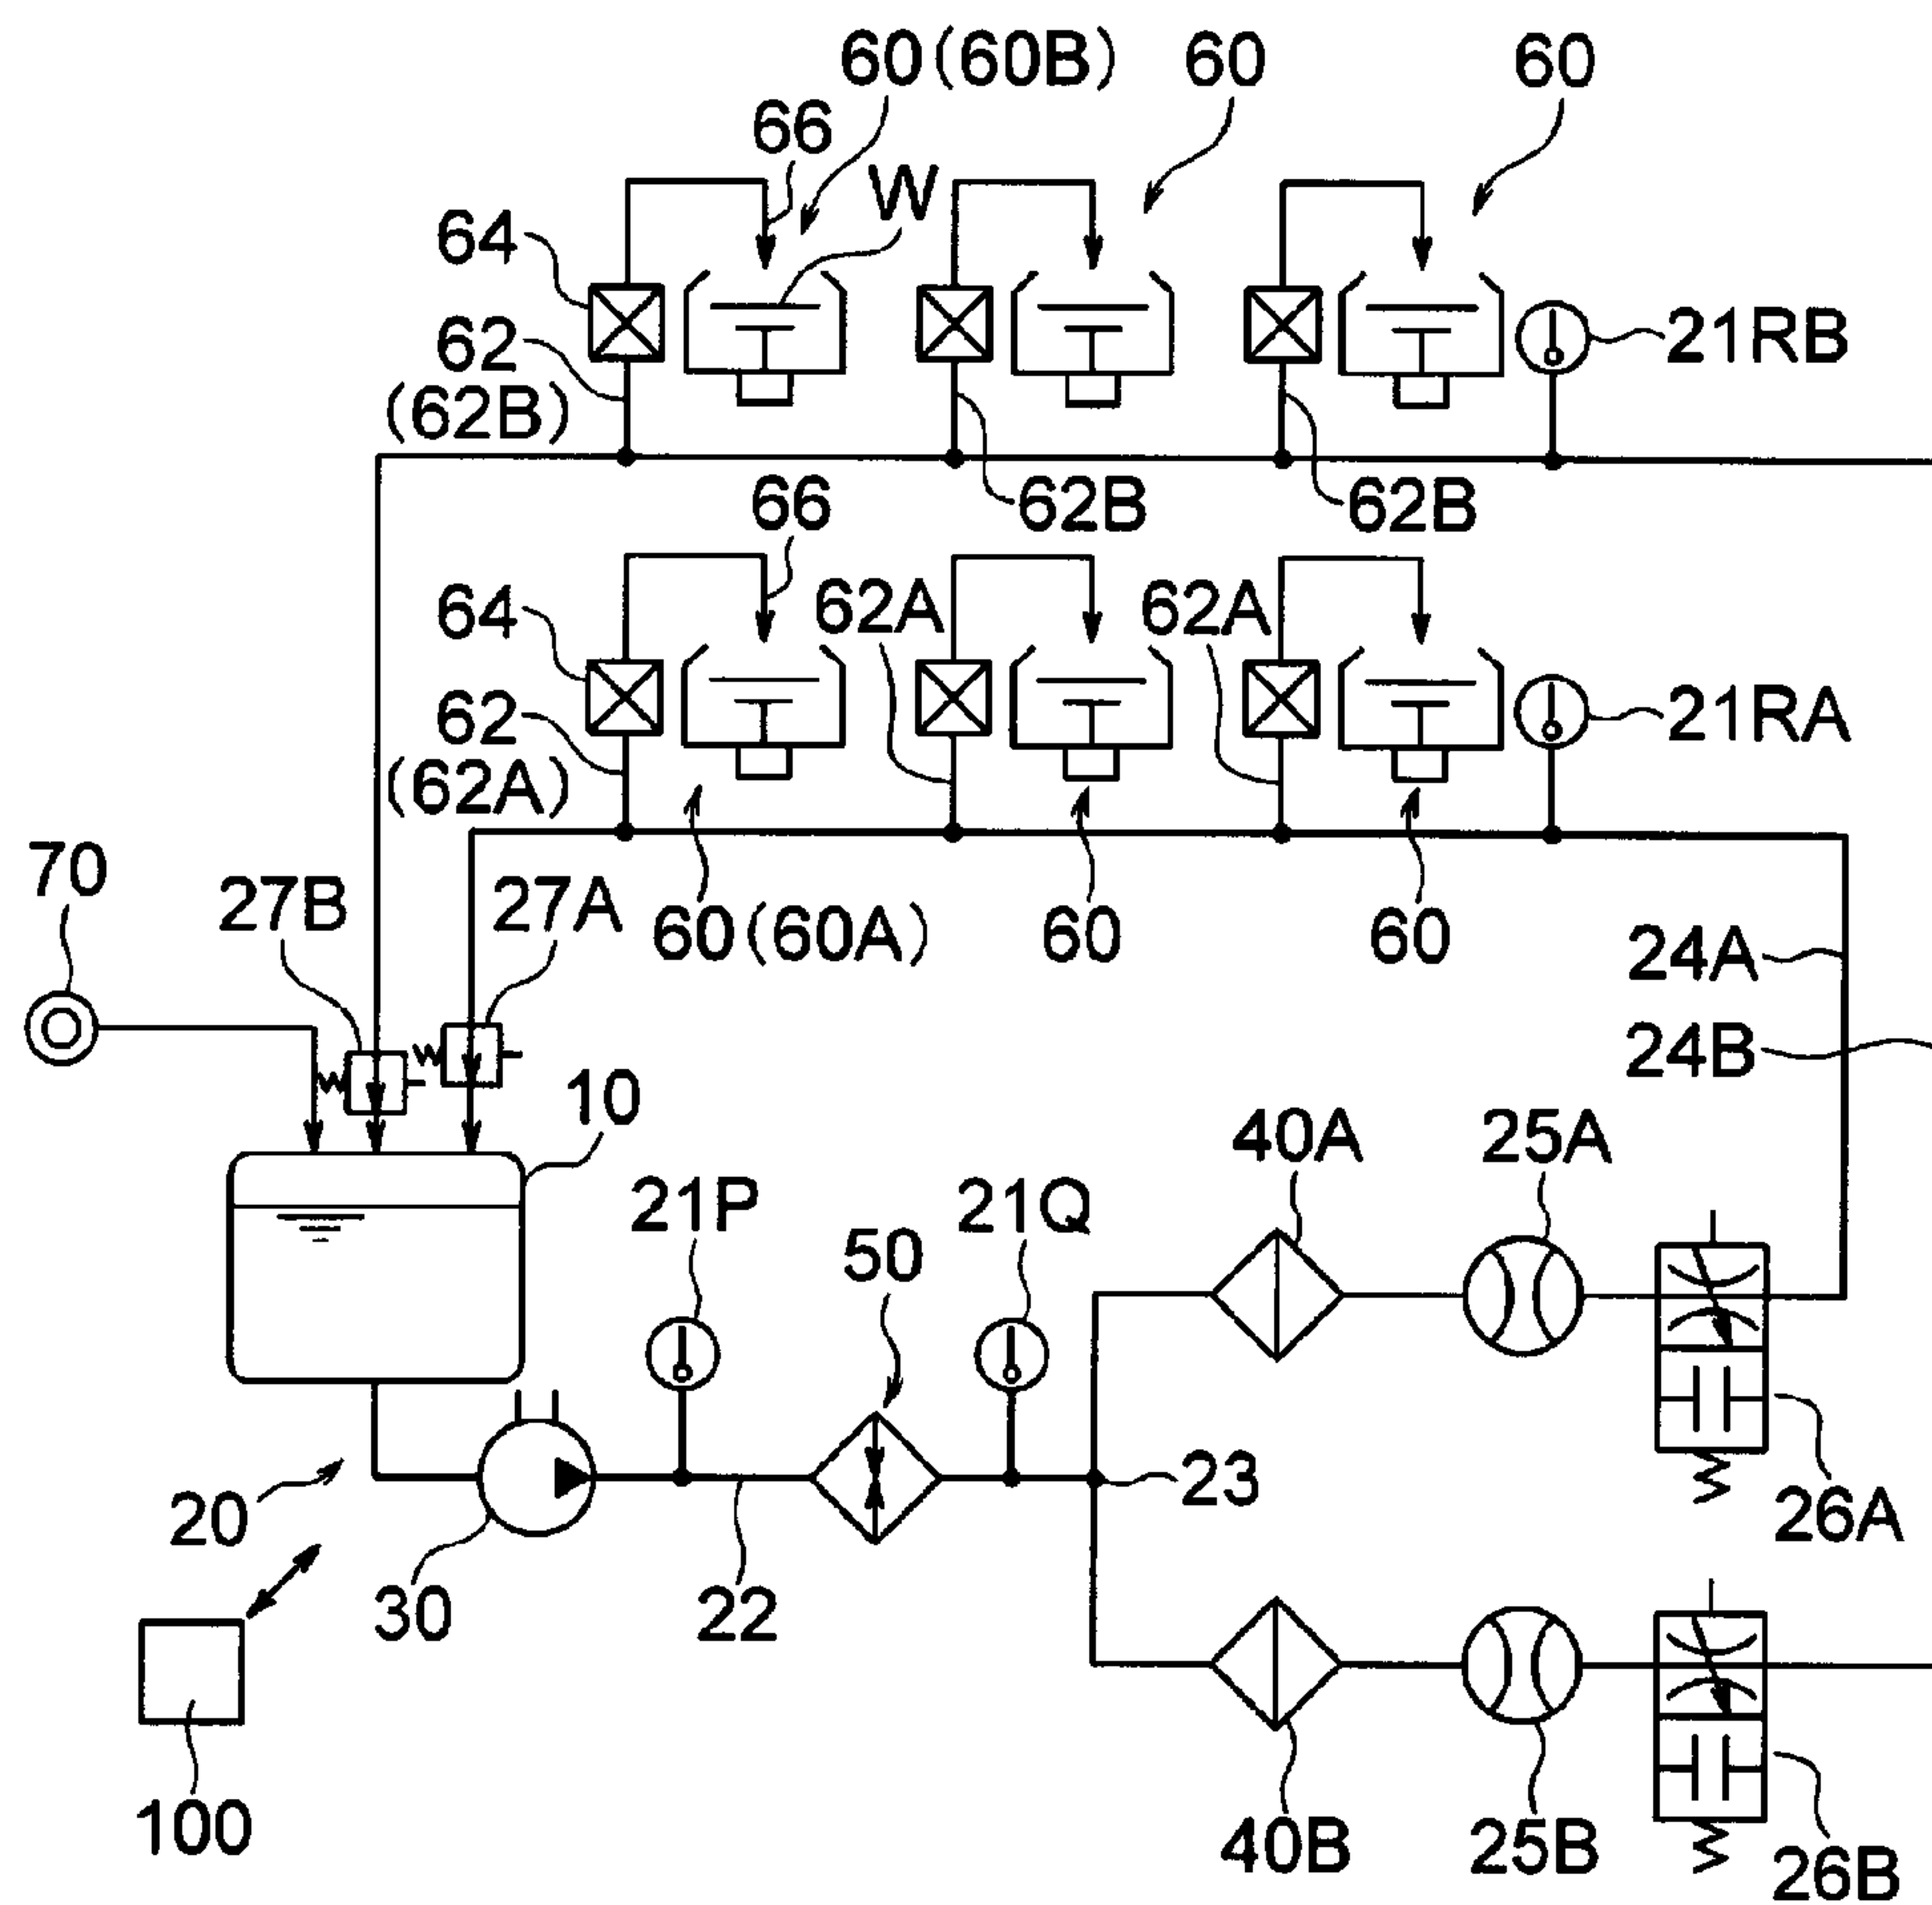 60(60B) 60 60
66
W
64
62
(62B)
21RB
66
62B 62B
64
62A 62A
62
(62A)
21RA
70
27B 27A
60(60A) 60 60
24A
24B
10
40A 25A
21P 21Q
50
23
20
26A
30 22
100
40B 25B
26B